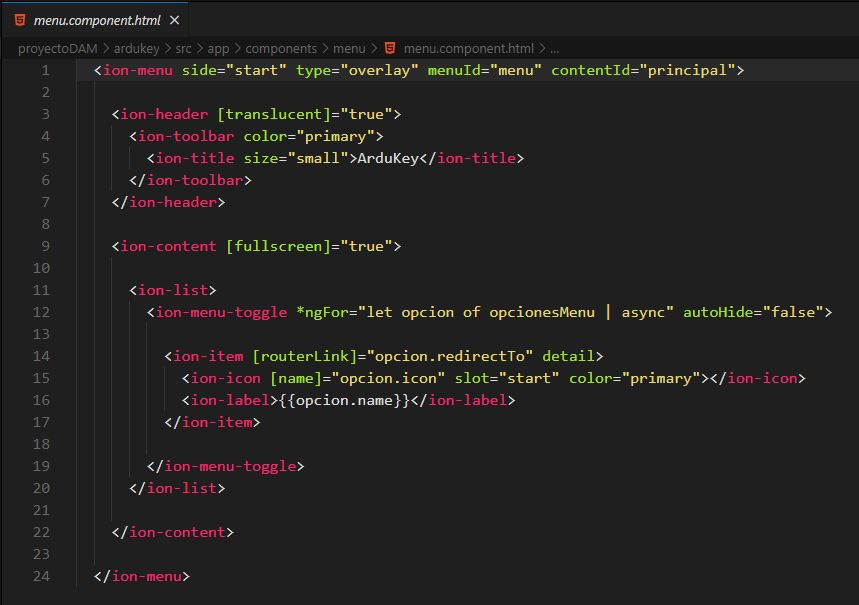 menu.component.html ✕
proyectoDAM > ardukey > src > app > components > menu > menu.component.html > ...
1 <ion-menu side="start" type="overlay" menuId="menu" contentId="principal">
2
3 <ion-header [translucent]="true">
4 <ion-toolbar color="primary">
5 <ion-title size="small">ArduKey</ion-title>
6 </ion-toolbar>
7 </ion-header>
8
9 <ion-content [fullscreen]="true">
10
11 <ion-list>
12 <ion-menu-toggle *ngFor="let opcion of opcionesMenu | async" autoHide="false">
13
14 <ion-item [routerLink]="opcion.redirectTo" detail>
15 <ion-icon [name]="opcion.icon" slot="start" color="primary"></ion-icon>
16 <ion-label>{{opcion.name}}</ion-label>
17 </ion-item>
18
19 </ion-menu-toggle>
20 </ion-list>
21
22 </ion-content>
23
24 </ion-menu>